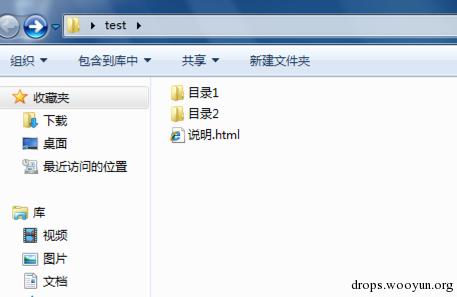 test
组织 包含到库中 共享 新建文件夹
收藏夹
下载
桌面
最近访问的位置
库
视频
图片
文档
目录1
目录2
说明.html
drops.wooyun.org